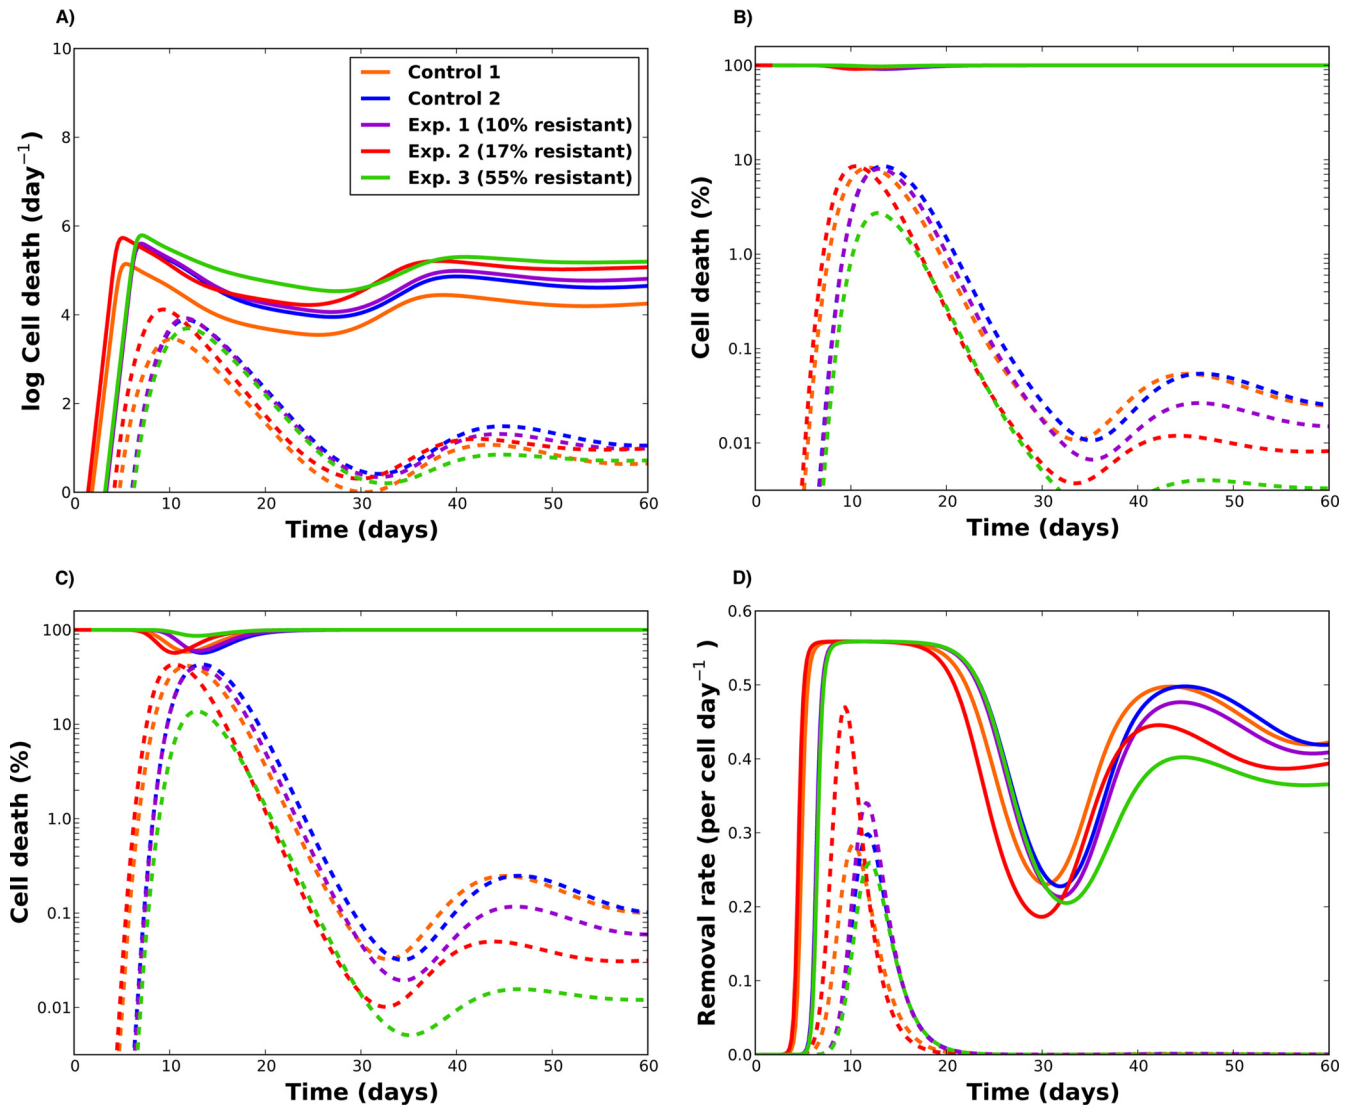 A)
log Cell death (day⁻¹)
10
8
6
4
2
0
Control 1
Control 2
Exp. 1 (10% resistant)
Exp. 2 (17% resistant)
Exp. 3 (55% resistant)
0 10 20 30 40 50 60
Time (days)
B)
Cell death (%)
100
10
1.0
0.1
0.01
0 10 20 30 40 50 60
Time (days)
C)
Cell death (%)
100
10
1.0
0.1
0.01
0 10 20 30 40 50 60
Time (days)
D)
Removal rate (per cell day⁻¹ )
0.6
0.5
0.4
0.3
0.2
0.1
0.0
0 10 20 30 40 50 60
Time (days)